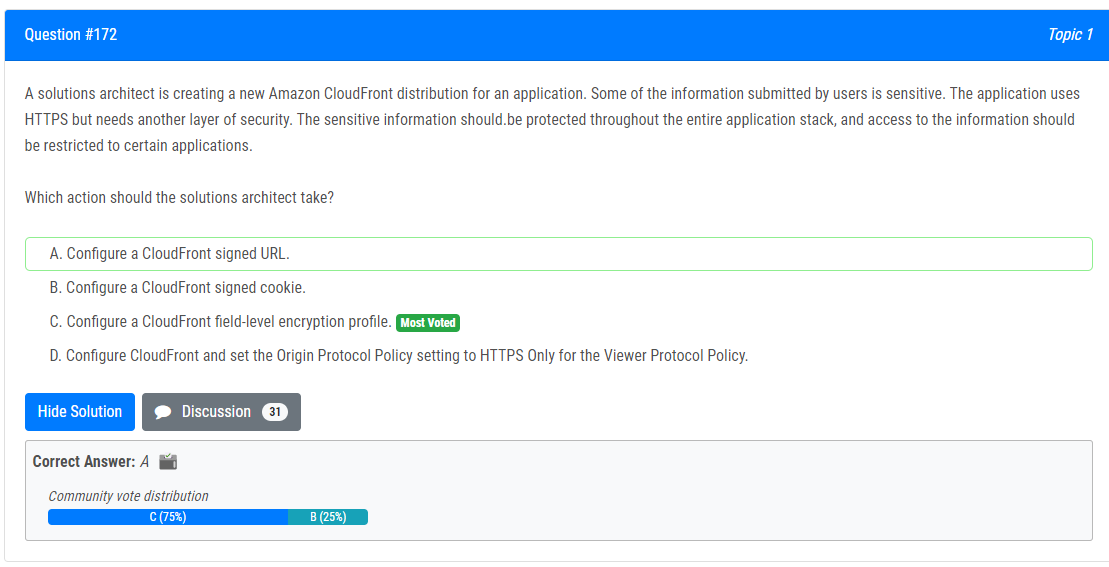 Question #172
Topic 1
A solutions architect is creating a new Amazon CloudFront distribution for an application. Some of the information submitted by users is sensitive. The application uses
HTTPS but needs another layer of security. The sensitive information should.be protected throughout the entire application stack, and access to the information should
be restricted to certain applications.
Which action should the solutions architect take?
A. Configure a CloudFront signed URL.
B. Configure a CloudFront signed cookie.
C. Configure a CloudFront field-level encryption profile. Most Voted
D. Configure CloudFront and set the Origin Protocol Policy setting to HTTPS Only for the Viewer Protocol Policy.
Hide Solution
Discussion 31
Correct Answer: A
Community vote distribution
C (75%) B (25%)